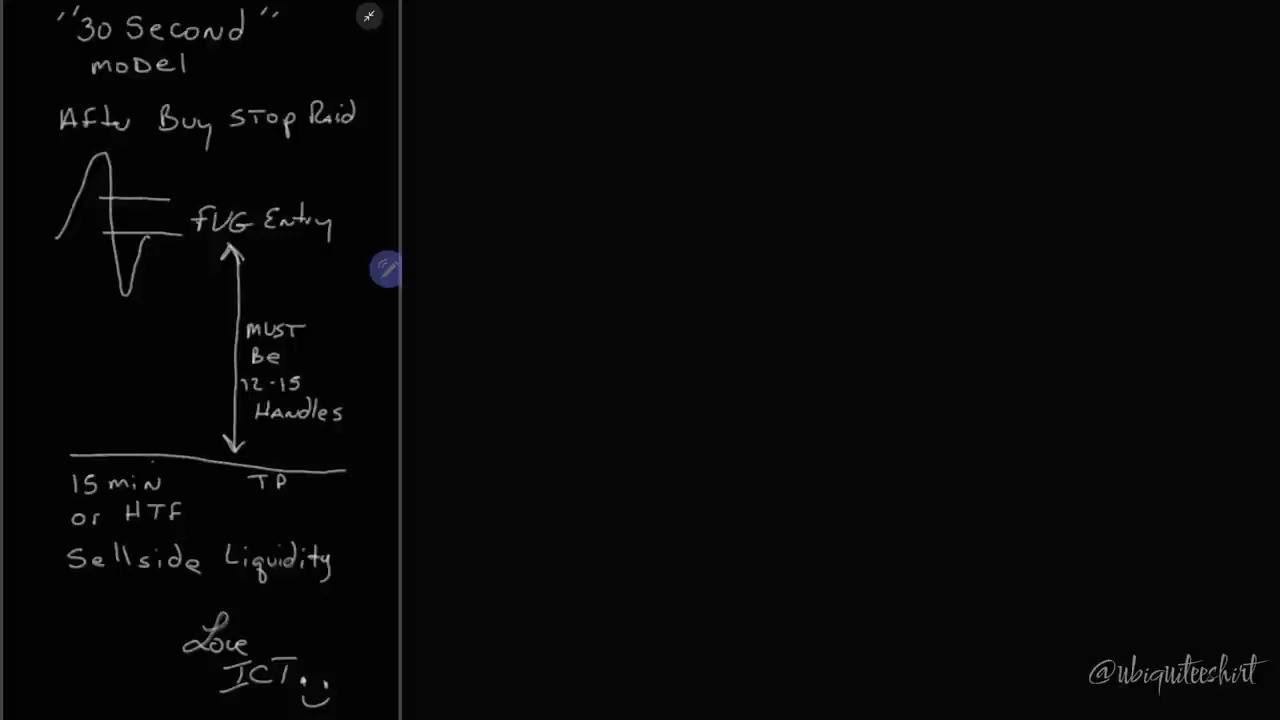 "30 Second"
moDel
After Buy STop Raid
FVG Entry
MUST
Be
12-15
HANdles
15 min
TP
or HTF
Sellside Liquidity
Love
ICT
@ubiquiteeshirt